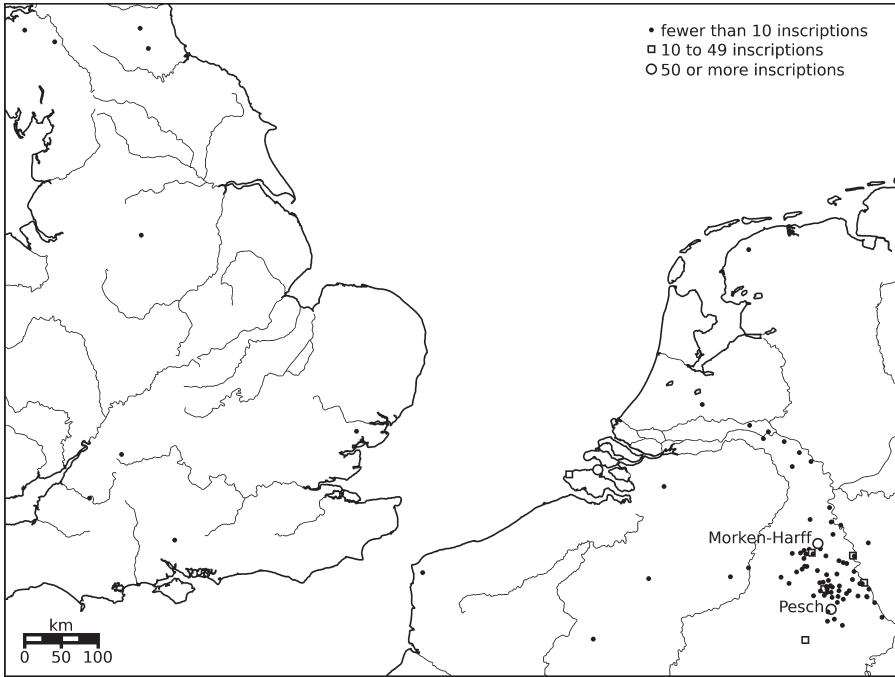 fewer than 10 inscriptions
10 to 49 inscriptions
50 or more inscriptions
Morken-Harff
Pesch
km
0 50 100